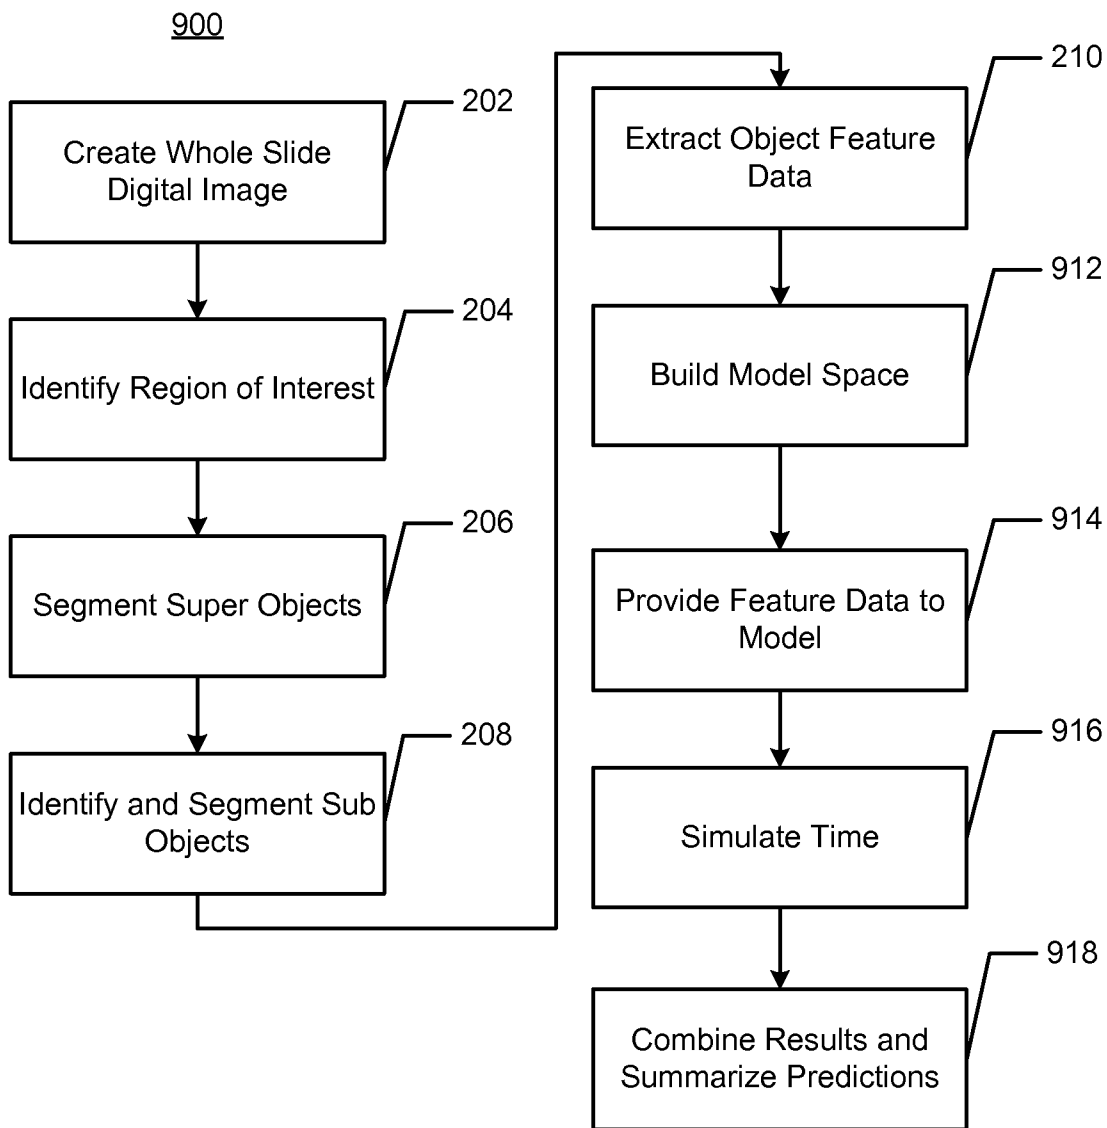 900
202
Create Whole Slide
Digital Image
204
Identify Region of Interest
206
Segment Super Objects
208
Identify and Segment Sub
Objects
210
Extract Object Feature
Data
912
Build Model Space
914
Provide Feature Data to
Model
916
Simulate Time
918
Combine Results and
Summarize Predictions